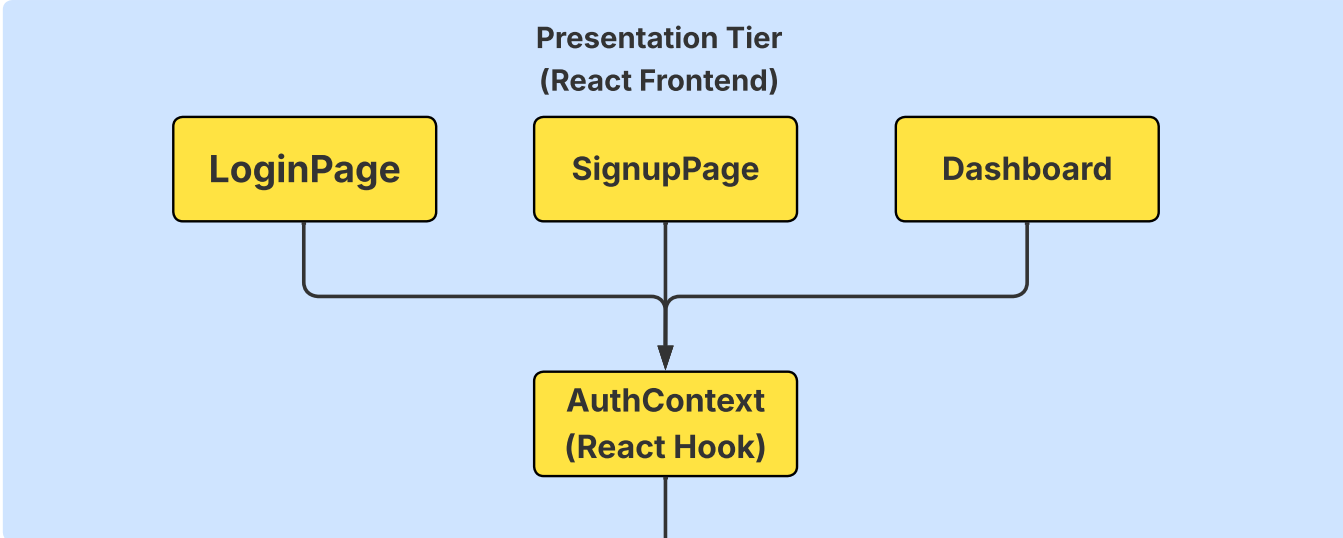 Presentation Tier
(React Frontend)
LoginPage
SignupPage
Dashboard
AuthContext
(React Hook)